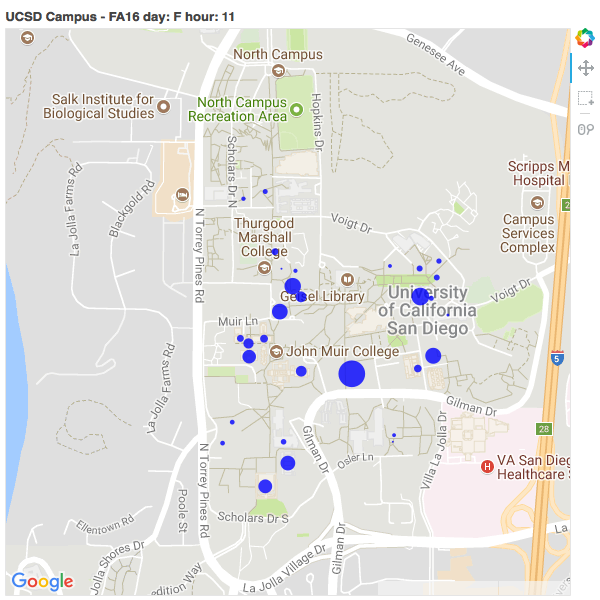 UCSD Campus - FA16 day: F hour: 11
Genesee Ave
North Campus
Salk Institute for
Biological Studies
North Campus
Recreation Area
Hopkins Dr
Scholars Dr N
Scripps M
Hospital
La Jolla Farms Rd
Blackgold Rd
N Torrey Pines Rd
Voigt Dr
Thurgood
Marshall
College
Campus
Services
Complex
Geisel Library
University
of California
San Diego
Voigt Dr
Muir Ln
John Muir College
5
La Jolla Farms Rd
Gilman Dr
Gilman Dr
Villa La Jolla Dr
28
N Torrey Pines Rd
Osler Ln
H
VA San Dieg
Healthcare
Poole St
Ellentown Rd
Scholars Dr S
La
Jolla Shores Dr
Gilman Dr
La Jolla Village Dr
edition Way
Google